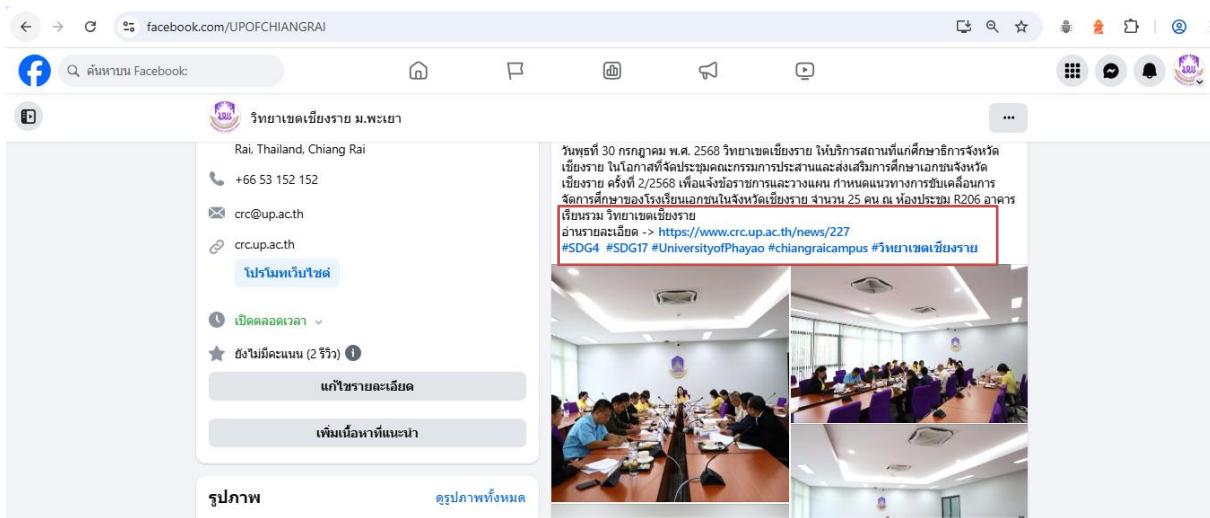 facebook.com/UPOFCHIANGRAI
ค้นหาบน Facebook
วิทยาเขตเชียงราย ม.พะเยา
Rai, Thailand, Chiang Rai
+66 53 152 152
crc@up.ac.th
crc.up.ac.th
โปรโมทเว็บไซต์
เปิดตลอดเวลา
ยังไม่มีคะแนน (2 รีวิว)
แก้ไขรายละเอียด
เพิ่มเนื้อหาที่แนะนำ
รูปภาพ
ดูรูปภาพทั้งหมด
วันพุธที่ 30 กรกฎาคม พ.ศ. 2568 วิทยาเขตเชียงราย ให้บริการสถานที่แก่ศึกษาธิการจังหวัด
เชียงราย ในโอกาสที่จัดประชุมคณะกรรมการประสานและส่งเสริมการศึกษาเอกชนจังหวัด
เชียงราย ครั้งที่ 2/2568 เพื่อแจ้งข้อราชการและวางแผน กำหนดแนวทางการขับเคลื่อนการ
จัดการศึกษาของโรงเรียนเอกชนในจังหวัดเชียงราย จำนวน 25 คน ณ ห้องประชุม R206 อาคาร
เรียนรวม วิทยาเขตเชียงราย
อ่านรายละเอียด -> https://www.crc.up.ac.th/news/227
#SDG4 #SDG17 #UniversityofPhayao #chiangraicampus #วิทยาเขตเชียงราย